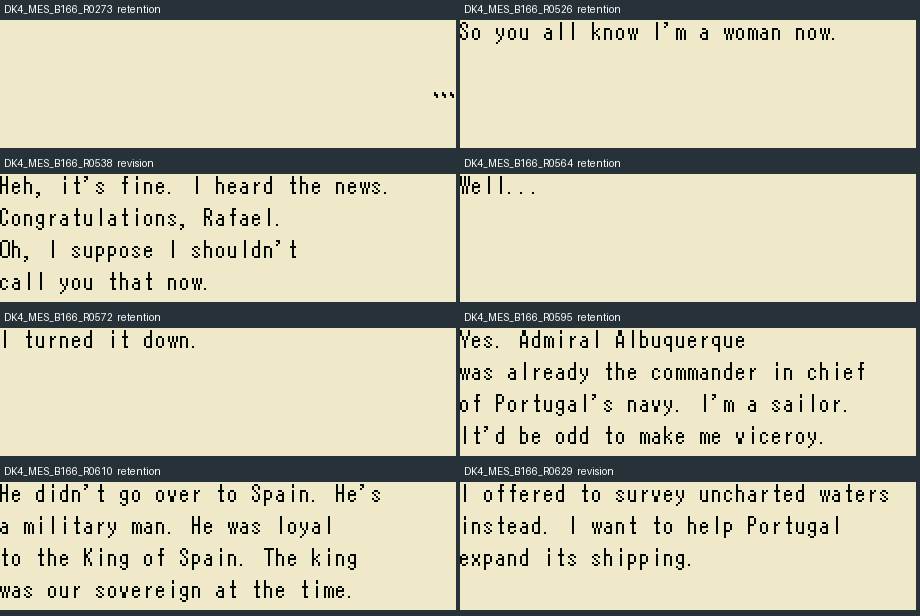 DK4_MES_B166_R0273 retention
、、、
DK4_MES_B166_R0526 retention
So you all know I'm a woman now.
DK4_MES_B166_R0538 revision
Heh, it's fine. I heard the news.
Congratulations, Rafael.
Oh, I suppose I shouldn't
call you that now.
DK4_MES_B166_R0564 retention
Well...
DK4_MES_B166_R0572 retention
I turned it down.
DK4_MES_B166_R0595 retention
Yes. Admiral Albuquerque
was already the commander in chief
of Portugal's navy. I'm a sailor.
It'd be odd to make me viceroy.
DK4_MES_B166_R0610 retention
He didn't go over to Spain. He's
a military man. He was loyal
to the King of Spain. The king
was our sovereign at the time.
DK4_MES_B166_R0629 revision
I offered to survey uncharted waters
instead. I want to help Portugal
expand its shipping.